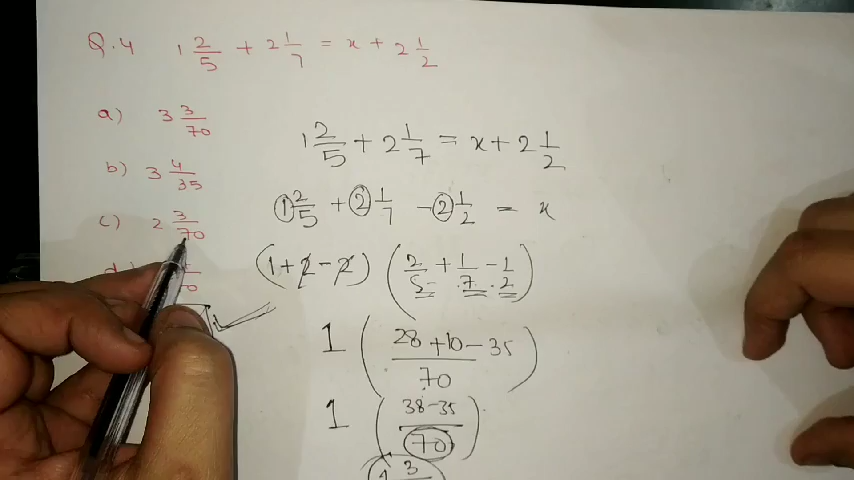 Q.4 1 2/5 + 2 1/7 = x + 2 1/2
a) 3 3/70
b) 3 4/35
c) 2 3/70
1 2/5 + 2 1/7 = x + 2 1/2
1 2/5 + 2 1/7 - 2 1/2 = x
(1 + 2 - 2) (2/5 + 1/7 - 1/2)
1 (28 + 10 - 35 / 70)
1 (38 - 35 / 70)